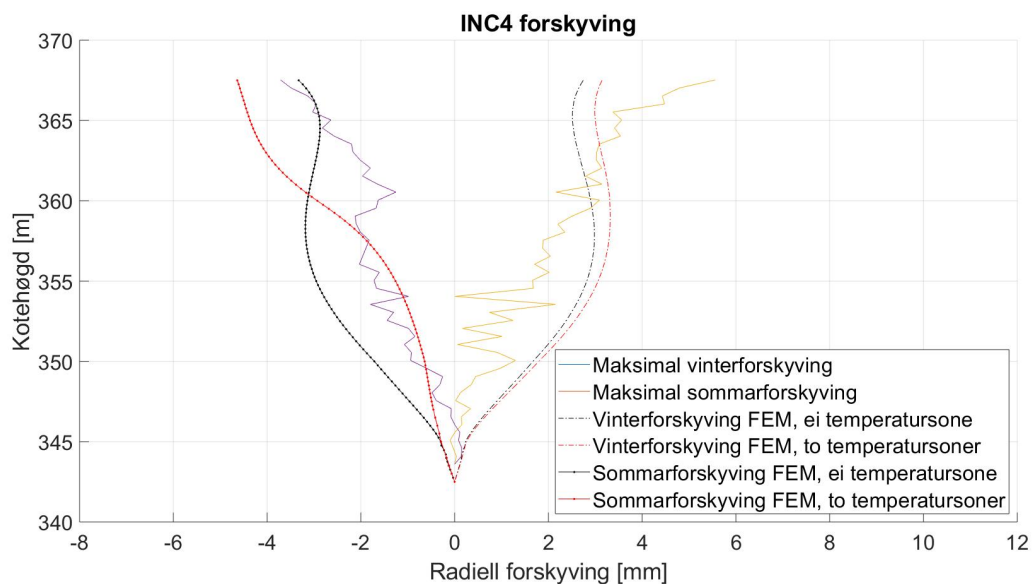 INC4 forskyving
370
365
360
355
350
345
340
Kotehøgd [m]
-8 -6 -4 -2 0 2 4 6 8 10 12
Radiell forskyving [mm]
Maksimal vinterforskyving
Maksimal sommarforskyving
Vinterforskyving FEM, ei temperatursone
Vinterforskyving FEM, to temperatursoner
Sommarforskyving FEM, ei temperatursone
Sommarforskyving FEM, to temperatursoner